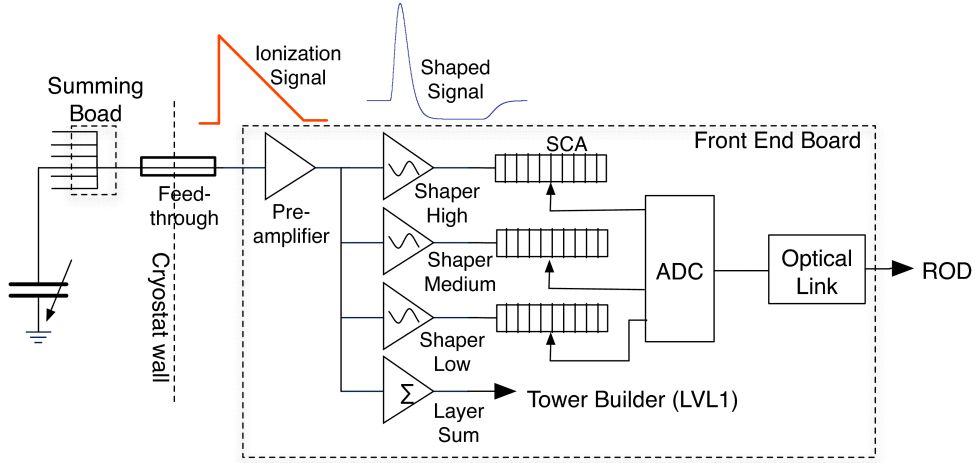 Ionization
Signal
Shaped
Signal
Summing
Boad
Front End Board
SCA
Feed-
through
Pre-
amplifier
Shaper
High
Shaper
Medium
ADC
Optical
Link
ROD
Cryostat wall
Shaper
Low
Σ
Layer
Sum
Tower Builder (LVL1)